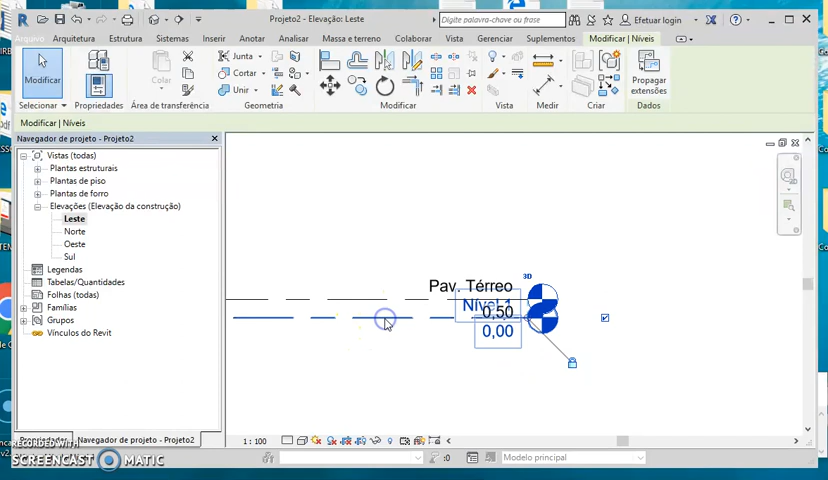 Projeto2 - Elevação: Leste
Digite palavra-chave ou frase
Efetuar login
Arquivo
Arquitetura
Estrutura
Sistemas
Inserir
Anotar
Analisar
Massa e terreno
Colaborar
Vista
Gerenciar
Suplementos
Modificar | Níveis
Modificar
Propriedades
Colar
Junta
Cortar
Unir
Medir
Criar
Propagar
extensões
Selecionar
Propriedades
Área de transferência
Geometria
Modificar
Vista
Medir
Criar
Dados
Modificar | Níveis
Navegador de projeto - Projeto2
Vistas (todas)
Plantas estruturais
Plantas de piso
Plantas de forro
Elevações (Elevação da construção)
Leste
Norte
Oeste
Sul
Legendas
Tabelas/Quantidades
Folhas (todas)
Famílias
Grupos
Vínculos do Revit
3D
Pav. Térreo
Nível 1
0,50
0,00
Navegador de projeto - Projeto2
1 : 100
RECORDED WITH
SCREENCAST MATIC
:0
Modelo principal